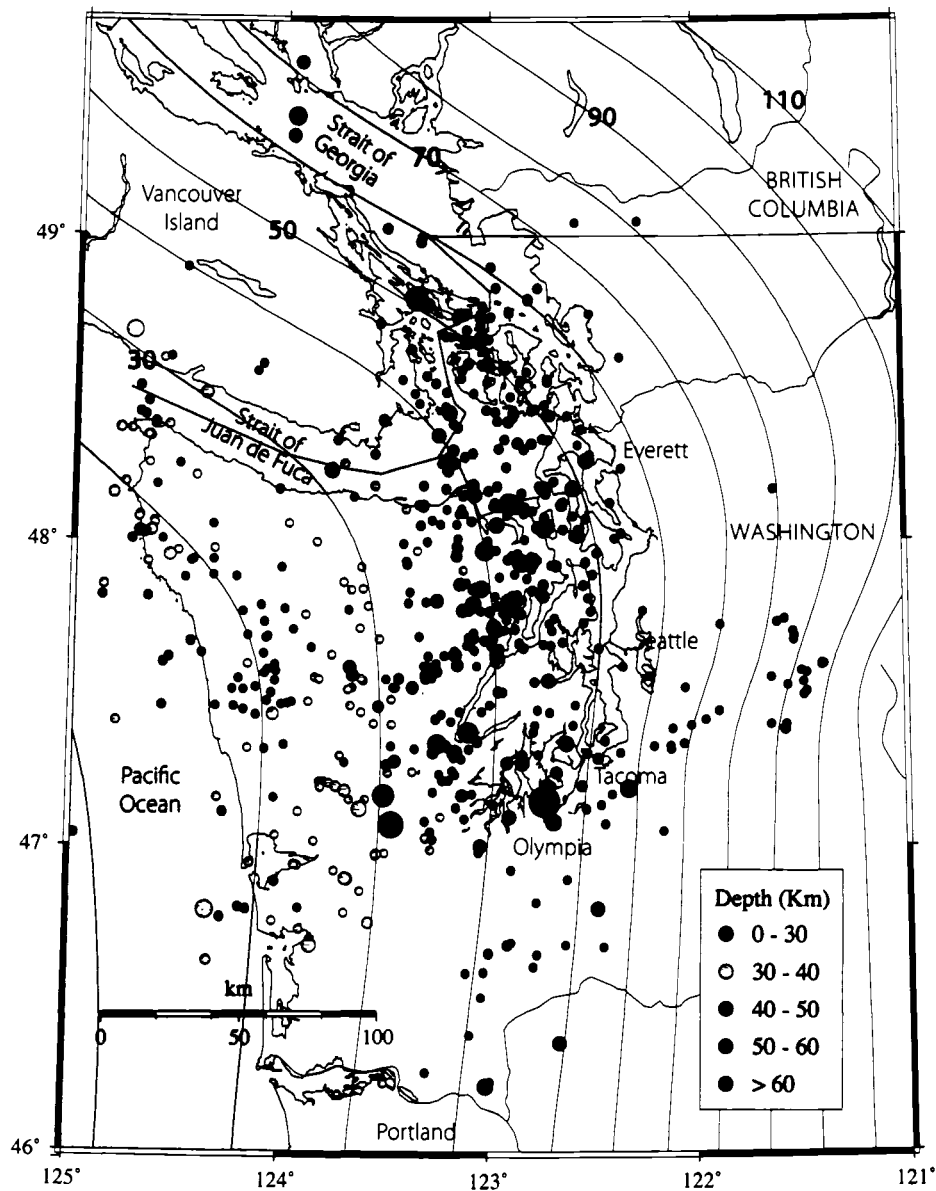 110
90
Strait of
Georgia
70
BRITISH
COLUMBIA
Vancouver
Island
49°
50
30
Strait of
Juan de Fuca
Everett
48°
WASHINGTON
Seattle
Pacific
Ocean
Tacoma
47°
Olympia
Depth (Km)
0 - 30
30 - 40
40 - 50
50 - 60
> 60
km
0
50
100
Portland
46°
125°
124°
123°
122°
121°